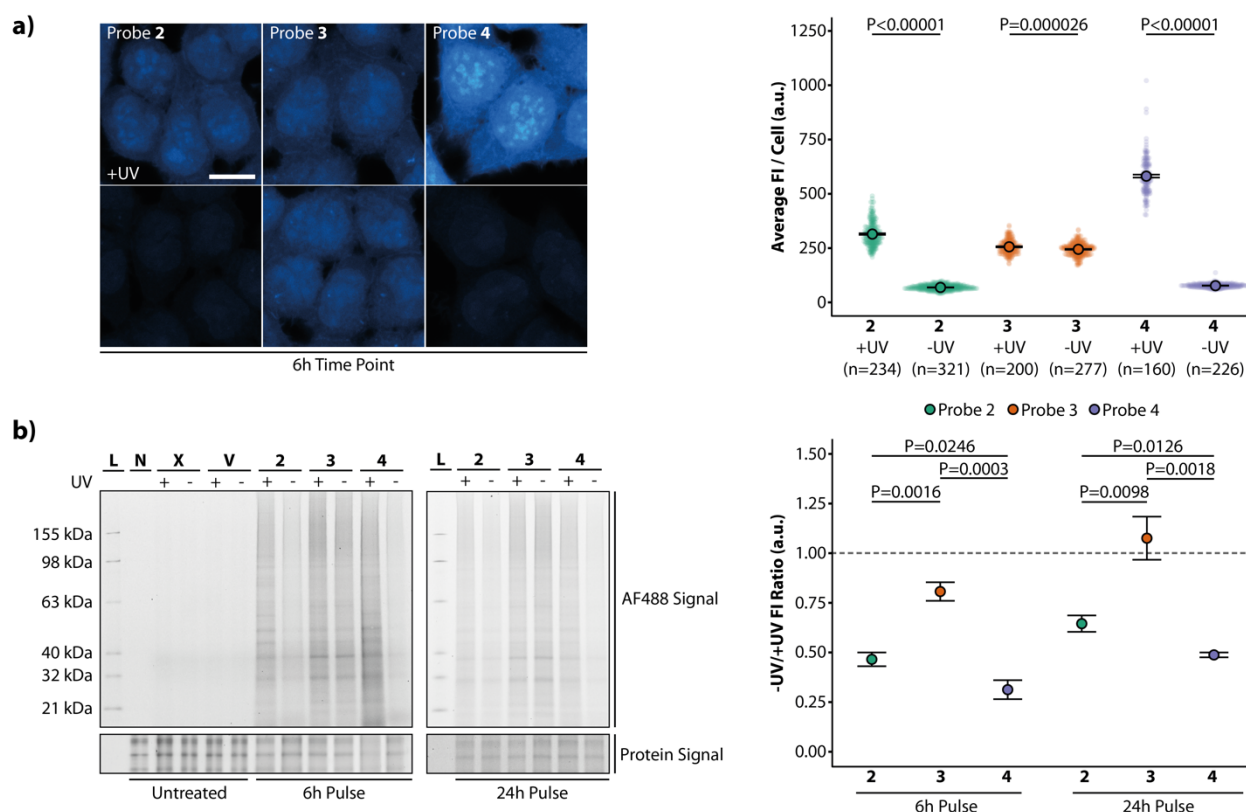 a)
Probe 2
Probe 3
Probe 4
+UV
6h Time Point
P<0.00001
P=0.000026
P<0.00001
Average FI / Cell (a.u.)
1250
1000
750
500
250
0
2 2 3 3 4 4
+UV -UV +UV -UV +UV -UV
(n=234) (n=321) (n=200) (n=277) (n=160) (n=226)
Probe 2 Probe 3 Probe 4
b)
L N X V 2 3 4
UV + - + - + - + - + -
155 kDa
98 kDa
63 kDa
40 kDa
32 kDa
21 kDa
Untreated
6h Pulse
L 2 3 4
+ - + - + -
AF488 Signal
Protein Signal
24h Pulse
-UV/+UV FI Ratio (a.u.)
1.50
1.25
1.00
0.75
0.50
0.25
0.00
P=0.0246
P=0.0003
P=0.0016
P=0.0126
P=0.0018
P=0.0098
2 3 4 2 3 4
6h Pulse 24h Pulse